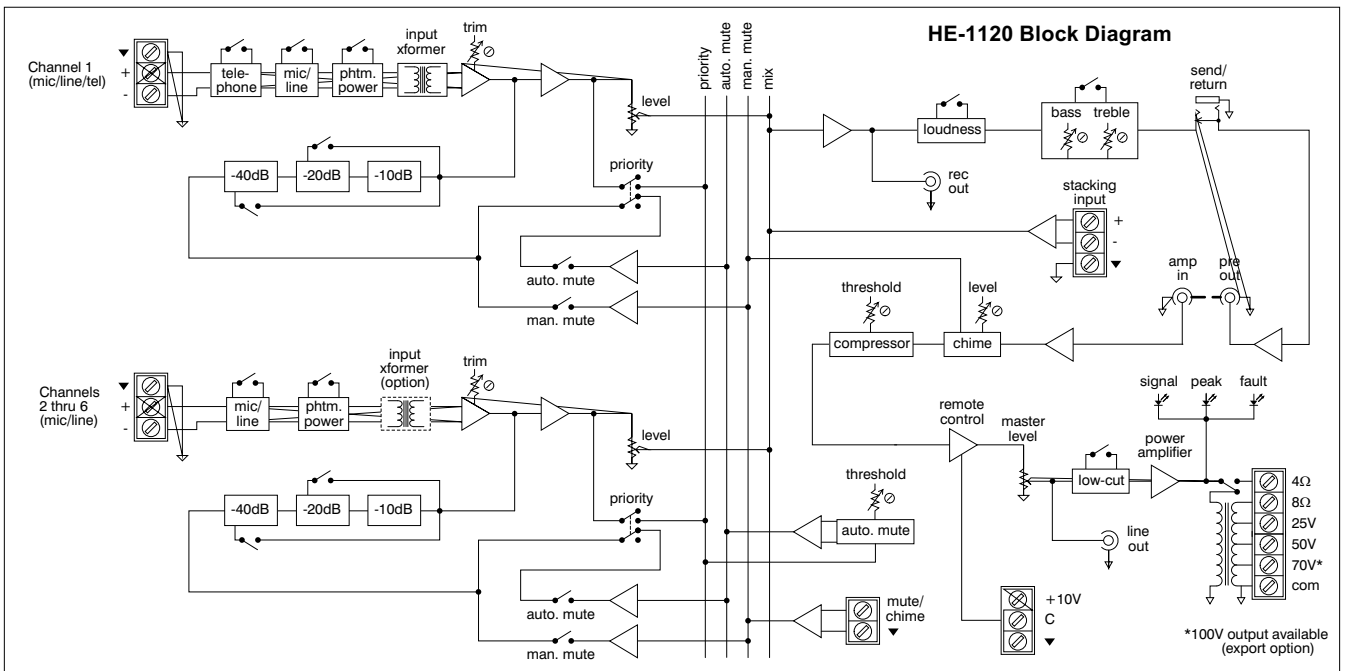 HE-1120 Block Diagram
Channel 1
(mic/line/tel)
+
-
tele-
phone
mic/
line
phtm.
power
input
xformer
trim
level
-40dB
-20dB
-10dB
priority
auto. mute
man. mute
priority
auto. mute
man. mute
mix
Channels
2 thru 6
(mic/line)
+
-
mic/
line
phtm.
power
input
xformer
(option)
trim
level
-40dB
-20dB
-10dB
priority
auto. mute
man. mute
loudness
bass
treble
send/
return
rec
out
stacking
input
+
-
amp
in
pre
out
threshold
compressor
level
chime
remote
control
master
level
low-cut
power
amplifier
signal
peak
fault
line
out
threshold
auto. mute
mute/
chime
+10V
C
4Ω
8Ω
25V
50V
70V*
com
*100V output available
(export option)